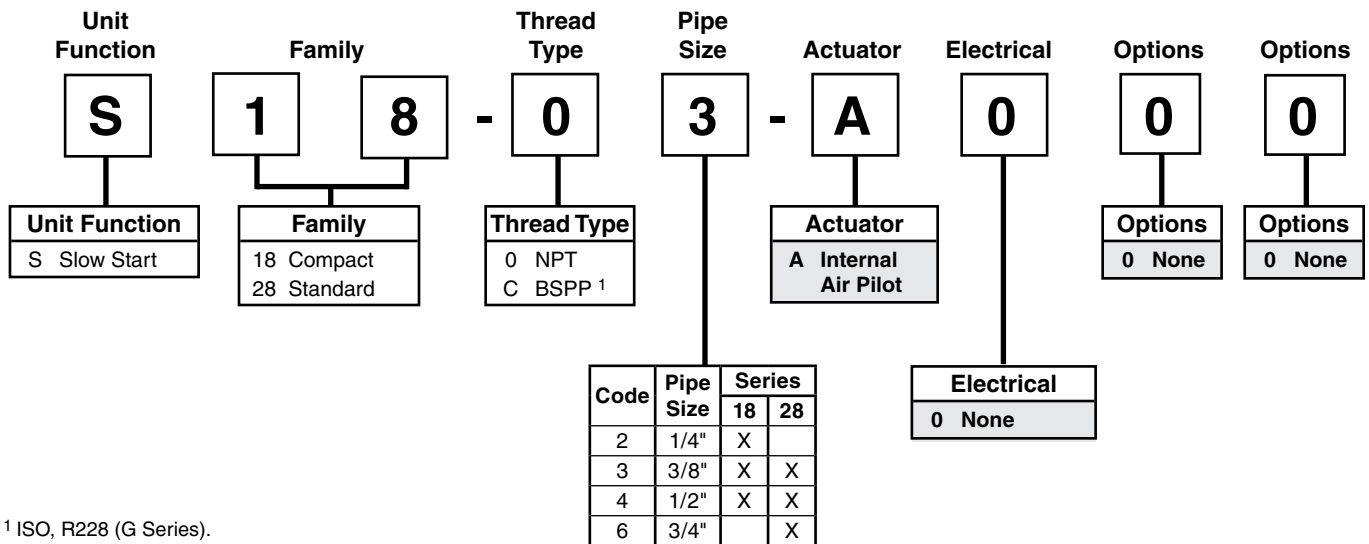 Unit Function
Family
Thread Type
Pipe Size
Actuator
Electrical
Options
Options
S 1 8 - 0 3 - A 0 0 0
Unit Function
S Slow Start
Family
18 Compact
28 Standard
Thread Type
0 NPT
C BSPP 1
Actuator
A Internal
Air Pilot
Options
0 None
Options
0 None
Code Pipe Size Series
18 28
2 1/4" X
3 3/8" X X
4 1/2" X X
6 3/4" X
Electrical
0 None
1 ISO, R228 (G Series).